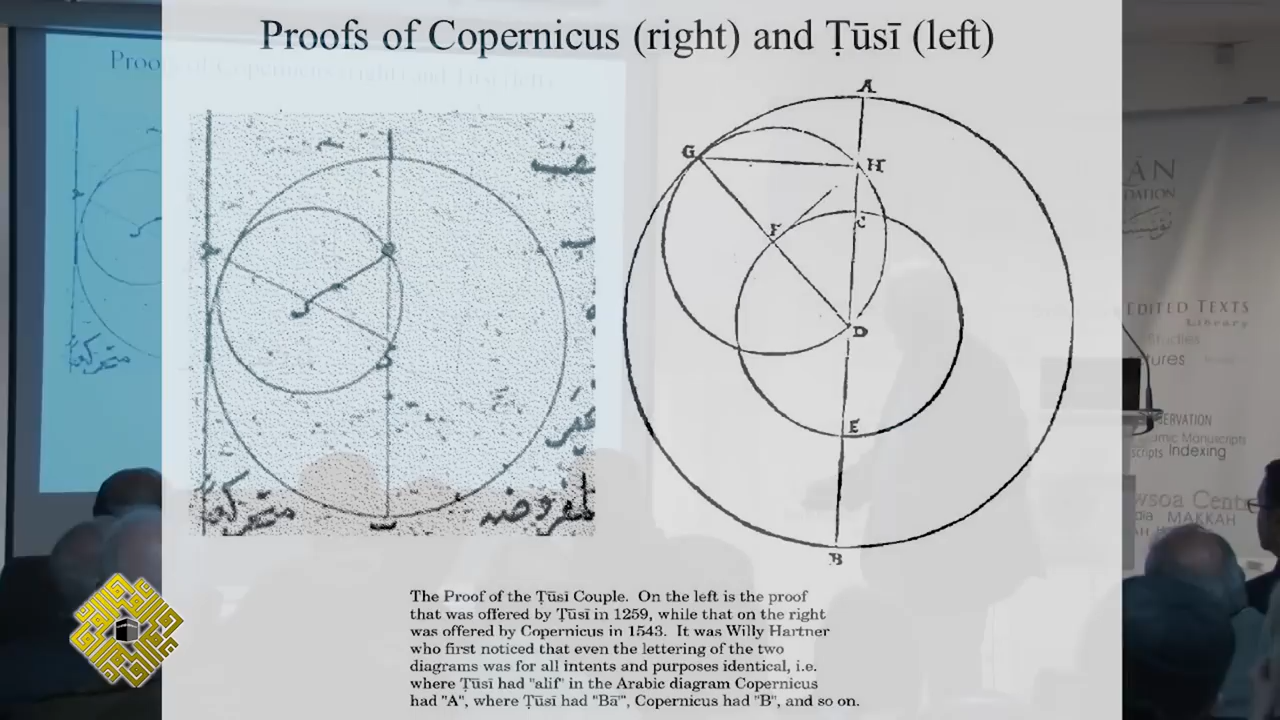 Proofs of Copernicus (right) and Ṭūsī (left)
A
G
H
F
C
D
E
B
متحركة
The Proof of the Ṭūsī Couple. On the left is the proof
that was offered by Ṭūsī in 1259, while that on the right
was offered by Copernicus in 1543. It was Willy Hartner
who first noticed that even the lettering of the two
diagrams was for all intents and purposes identical, i.e.
where Ṭūsī had "alif" in the Arabic diagram Copernicus
had "A", where Ṭūsī had "Bā", Copernicus had "B", and so on.
EDITED TEXTS
Library
Studies
Indexing
MAKKAH